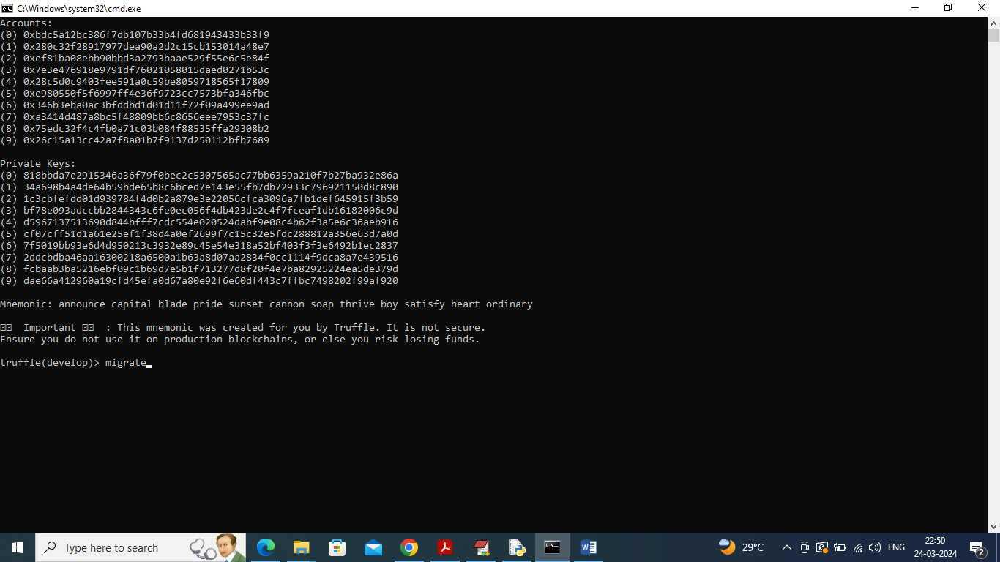 C:\Windows\system32\cmd.exe
Accounts:
(0) 0xbdc5a12bc386f7db107b33b4fd681943433b33f9
(1) 0x280c32f28917977dea90a2d2c15cb153014a48e7
(2) 0xef81ba08ebb90bbd3a2793baae529f55e6c5e84f
(3) 0x7e3e476918e9791df76021058015daed0271b53c
(4) 0x28c5d0c9403fee591a0c59be8059718565f17809
(5) 0xe980550f5f6997ff4e36f9723cc7573bfa346fbc
(6) 0x346b3eba0ac3bfddbd1d01d11f72f09a499ee9ad
(7) 0xa3414d487a8bc5f48809bb6c8656eee7953c37fc
(8) 0x75edc32f4c4fb0a71c03b084f88535ffa29308b2
(9) 0x26c15a13cc42a7f8a01b7f9137d250112bfb7689
Private Keys:
(0) 818bbda7e2915346a36f79f0bec2c5307565ac77bb6359a210f7b27ba932e86a
(1) 34a698b4a4de64b59bde65b8c6bced7e143e55fb7db72933c796921150d8c890
(2) 1c3cbfefdd01d939784f4d0b2a879e3e22056cfca3096a7fb1def645915f3b59
(3) bf78e093adccbb2844343c6fe0ec056f4db423de2c4f7fceaf1db16182006c9d
(4) d5967137513690d844bfff7cdc554e020524dabf9e08c4b62f3a5e6c36aeb916
(5) cf07cff51d1a61e25ef1f38d4a0ef2699f7c15c32e5fdc288812a356e63d7a0d
(6) 7f5019bb93e6d4d950213c3932e89c45e54e318a52bf403f3f3e6492b1ec2837
(7) 2ddcbdba46aa16300218a6500a1b63a8d07aa2834f0cc1114f9dca8a7e439516
(8) fcbaab3ba5216ebf09c1b69d7e5b1f713277d8f20f4e7ba82925224ea5de379d
(9) dae66a412960a19cfd45efa0d67a80e92f6e60df443c7ffbc7498202f99af920
Mnemonic: announce capital blade pride sunset cannon soap thrive boy satisfy heart ordinary
Important : This mnemonic was created for you by Truffle. It is not secure.
Ensure you do not use it on production blockchains, or else you risk losing funds.
truffle(develop)> migrate
Type here to search
29°C
ENG
22:50
24-03-2024
2